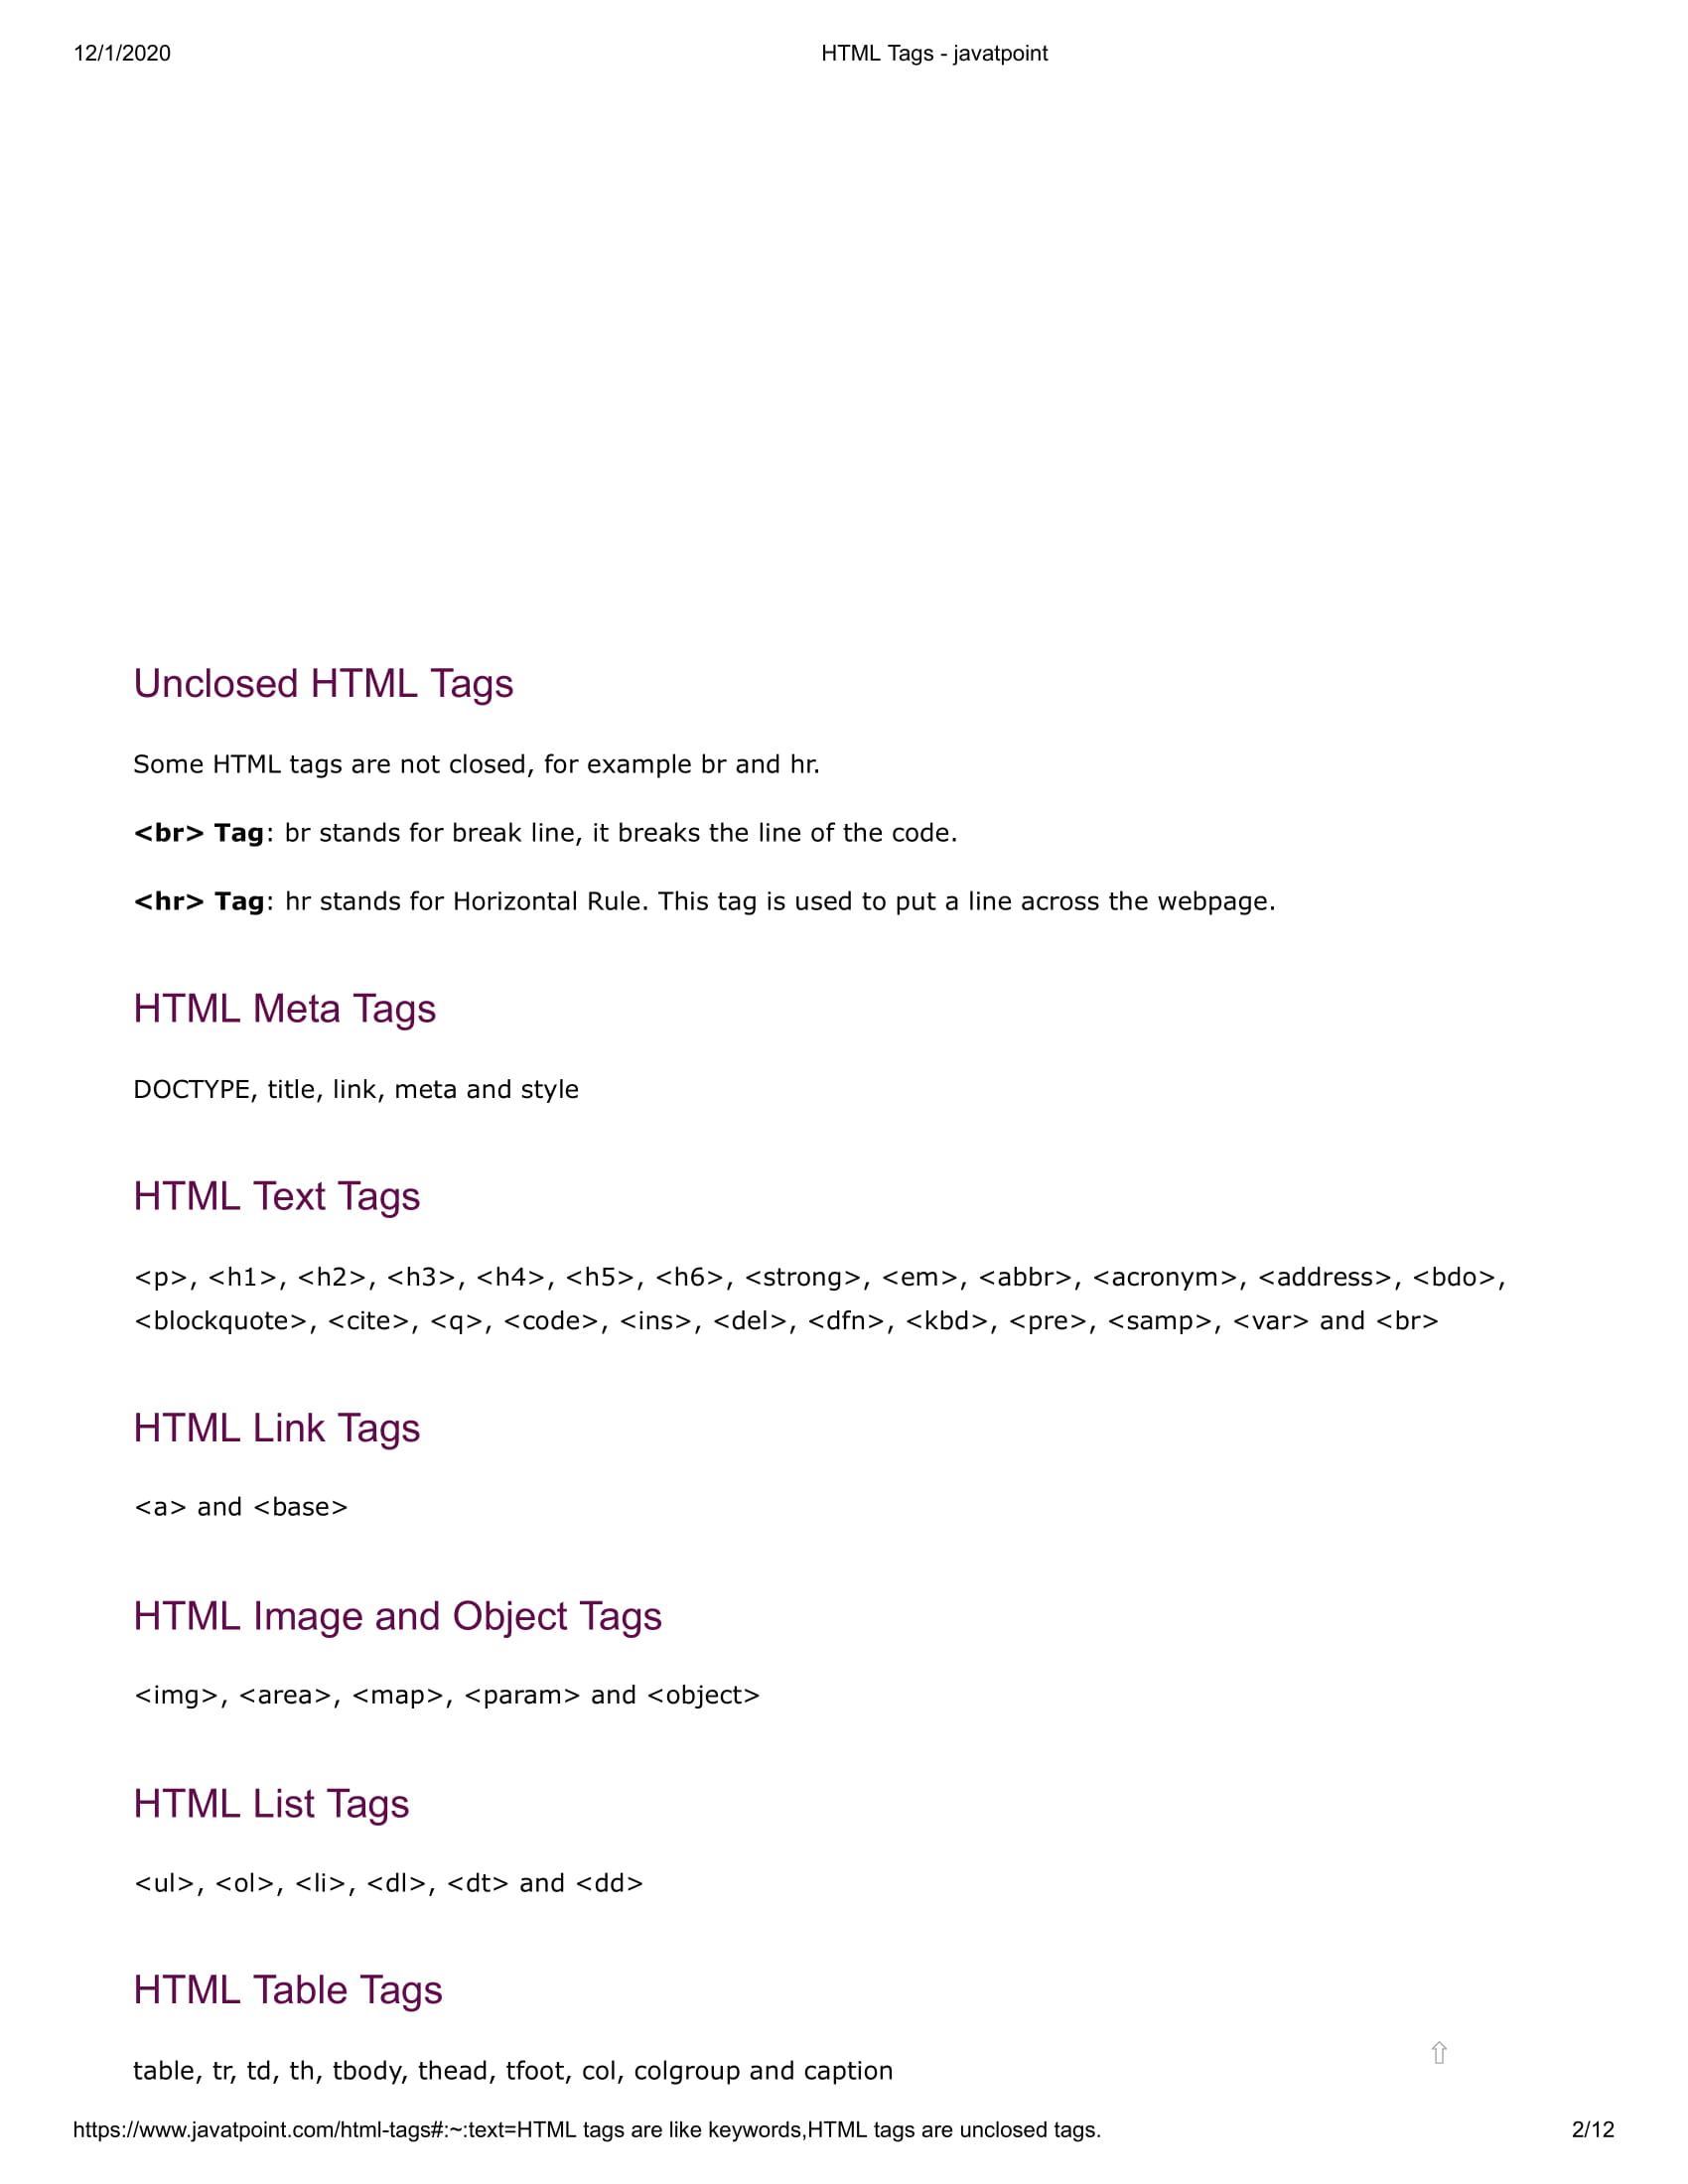 12/1/2020
HTML Tags - javatpoint
Unclosed HTML Tags
Some HTML tags are not closed, for example br and hr.
<br> Tag: br stands for break line, it breaks the line of the code.
<hr> Tag: hr stands for Horizontal Rule. This tag is used to put a line across the webpage.
HTML Meta Tags
DOCTYPE, title, link, meta and style
HTML Text Tags
<p>, <h1>, <h2>, <h3>, <h4>, <h5>, <h6>, <strong>, <em>, <abbr>, <acronym>, <address>, <bdo>,
<blockquote>, <cite>, <q>, <code>, <ins>, <del>, <dfn>, <kbd>, <pre>, <samp>, <var> and <br>
HTML Link Tags
<a> and <base>
HTML Image and Object Tags
<img>, <area>, <map>, <param> and <object>
HTML List Tags
<ul>, <ol>, <li>, <dl>, <dt> and <dd>
HTML Table Tags
table, tr, td, th, tbody, thead, tfoot, col, colgroup and caption
⇧
https://www.javatpoint.com/html-tags#:~:text=HTML tags are like keywords,HTML tags are unclosed tags.
2/12